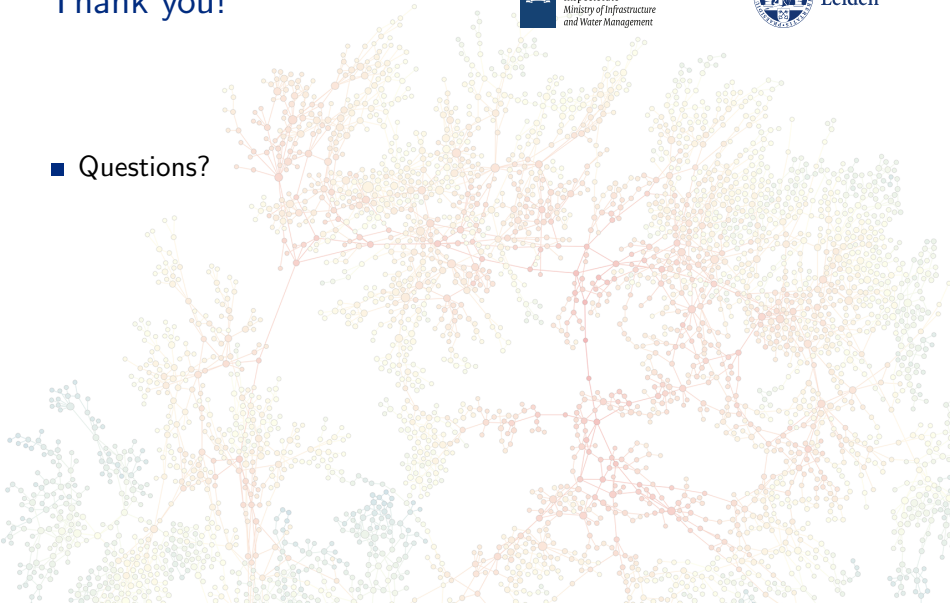 Thank you!
Ministry of Infrastructure
and Water Management
Leiden
Questions?